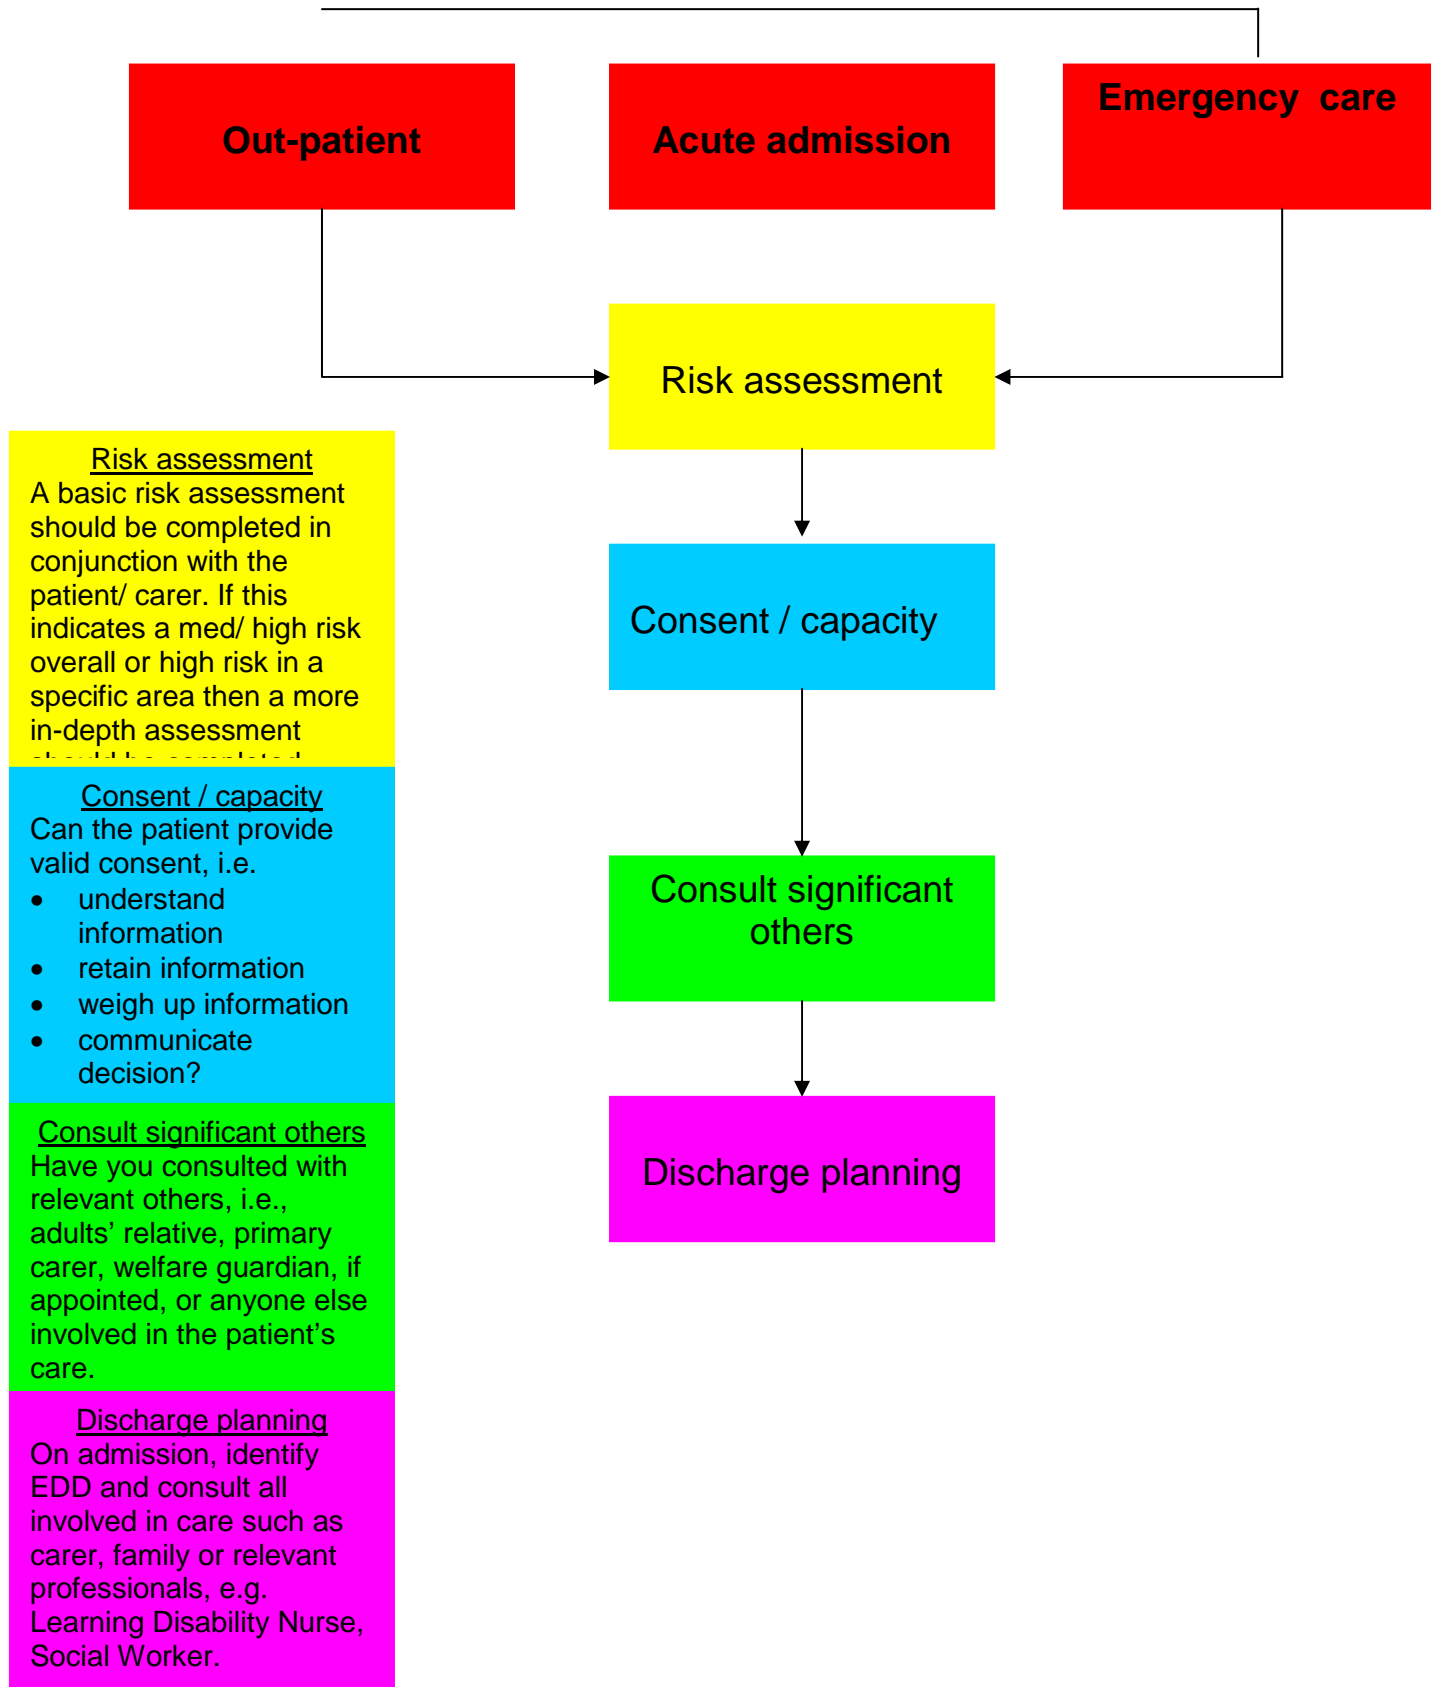 Out-patient
Acute admission
Emergency care
Risk assessment
Consent / capacity
Consult significant
others
Discharge planning
Risk assessment
A basic risk assessment
should be completed in
conjunction with the
patient/ carer. If this
indicates a med/ high risk
overall or high risk in a
specific area then a more
in-depth assessment
should be completed
Consent / capacity
Can the patient provide
valid consent, i.e.
• understand
information
• retain information
• weigh up information
• communicate
decision?
Consult significant others
Have you consulted with
relevant others, i.e.,
adults’ relative, primary
carer, welfare guardian, if
appointed, or anyone else
involved in the patient’s
care.
Discharge planning
On admission, identify
EDD and consult all
involved in care such as
carer, family or relevant
professionals, e.g.
Learning Disability Nurse,
Social Worker.